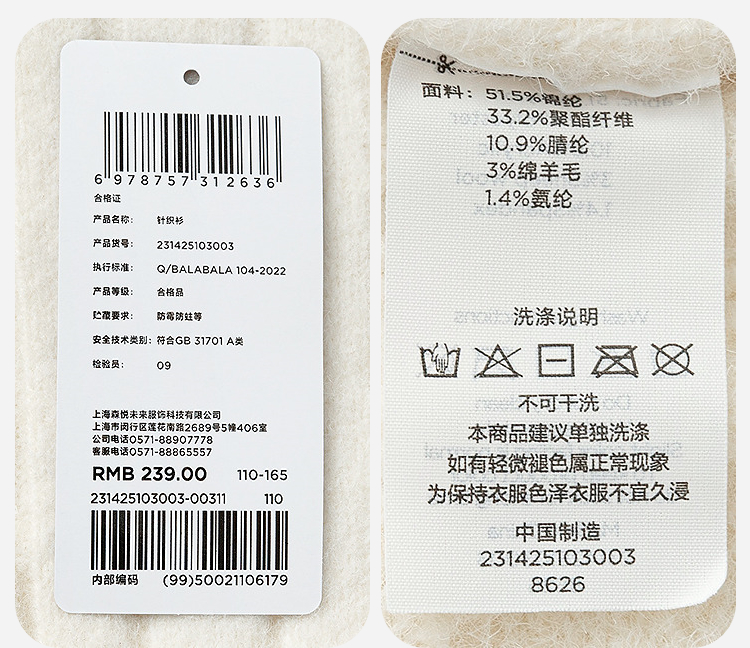 6 978757 312636
合格证
产品名称: 针织衫
产品货号: 231425103003
执行标准: Q/BALABALA 104-2022
产品等级: 合格品
贮藏要求: 防霉防蛀等
安全技术类别: 符合GB 31701 A类
检验员: 09
上海森悦未来服饰科技有限公司
上海市闵行区莲花南路2689号5幢406室
公司电话0571-88907778
客服电话0571-88865557
RMB 239.00 110-165
231425103003-00311 110
内部编码 (99)50021106179
面料: 51.5%锦纶
33.2%聚酯纤维
10.9%腈纶
3%绵羊毛
1.4%氨纶
洗涤说明
不可干洗
本商品建议单独洗涤
如有轻微褪色属正常现象
为保持衣服色泽衣服不宜久浸
中国制造
231425103003
8626